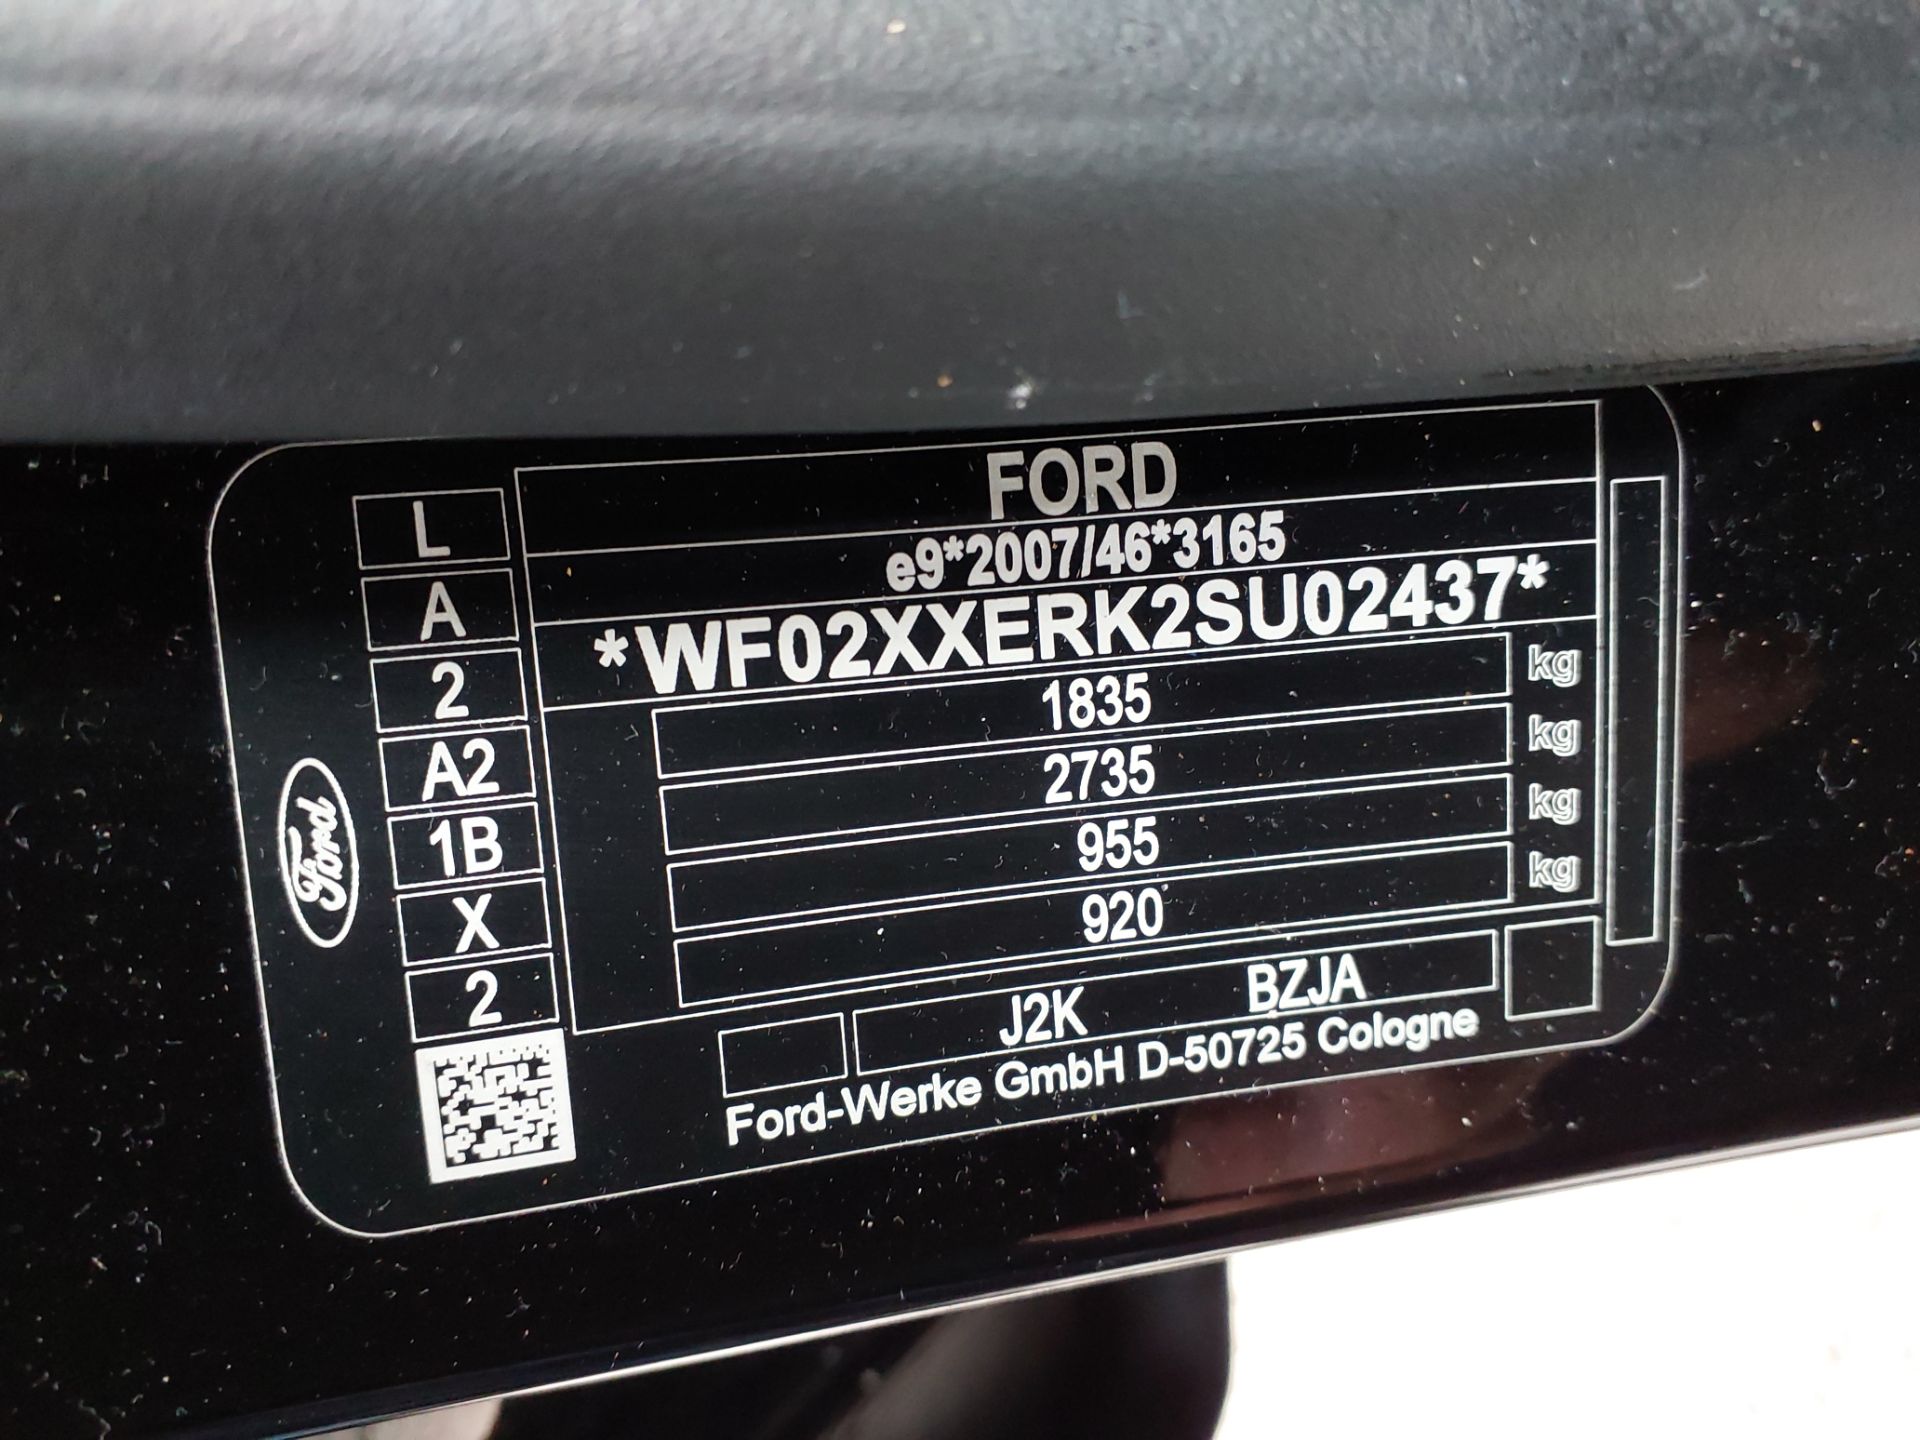 FORD
e9*2007/46*3165
*WF02XXERK2SU02437*
1835 kg
2735 kg
955 kg
920 kg
J2K BZJA
Ford-Werke GmbH D-50725 Cologne
L
A
2
A2
1B
X
2
Ford